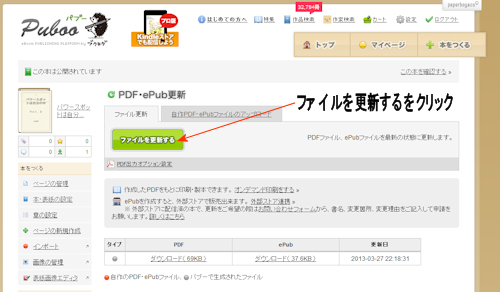 32,794冊
paperboy&co.
パブー
Puboo
ブクログ
プロ版
Kindleストア
でも配信しよう
はじめての方へ 特集 作品検索 作家検索 カート 設定 ログアウト
トップ マイページ 本をつくる
この本は公開されています
この本を確認する »
PDF・ePub更新
ファイルを更新するをクリック
パワースポッ
トは自分...
ファイル更新 自作PDF・ePubファイルのアップロード
ファイルを更新する
PDFファイル、ePubファイルを最新の状態に更新します。
0 0
0 1
PDF出力オプション設定
本をつくる
ページの管理
本・表紙の設定
章の設定
ページの新規作成
インポート
画像の管理
表紙画像エディタ
作成したPDFをもとに印刷・製本できます。オンデマンド印刷をする »
ePubを作成すると、外部ストアで販売出来ます。外部ストア連携 »
※ 外部ストアに配信済の本で、更新をご希望の際はお問い合わせフォームから、書名、変更箇所、変更理由をご記入して申請をお願いします。詳しくはこちら
タイプ PDF ePub 更新日
ダウンロード( 69KB ) ダウンロード( 37.6KB ) 2013-03-27 22:18:31
自作のPDF・ePubファイル、 パブーで生成されたファイル